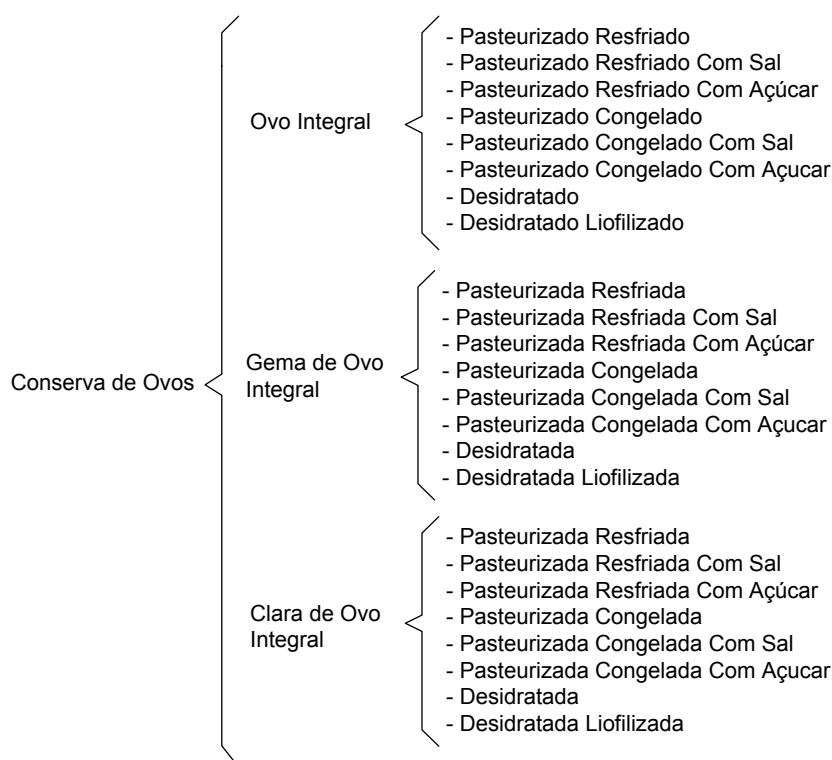 Conserva de Ovos
Ovo Integral
- Pasteurizado Resfriado
- Pasteurizado Resfriado Com Sal
- Pasteurizado Resfriado Com Açúcar
- Pasteurizado Congelado
- Pasteurizado Congelado Com Sal
- Pasteurizado Congelado Com Açucar
- Desidratado
- Desidratado Liofilizado
Gema de Ovo
Integral
- Pasteurizada Resfriada
- Pasteurizada Resfriada Com Sal
- Pasteurizada Resfriada Com Açúcar
- Pasteurizada Congelada
- Pasteurizada Congelada Com Sal
- Pasteurizada Congelada Com Açucar
- Desidratada
- Desidratada Liofilizada
Clara de Ovo
Integral
- Pasteurizada Resfriada
- Pasteurizada Resfriada Com Sal
- Pasteurizada Resfriada Com Açúcar
- Pasteurizada Congelada
- Pasteurizada Congelada Com Sal
- Pasteurizada Congelada Com Açucar
- Desidratada
- Desidratada Liofilizada